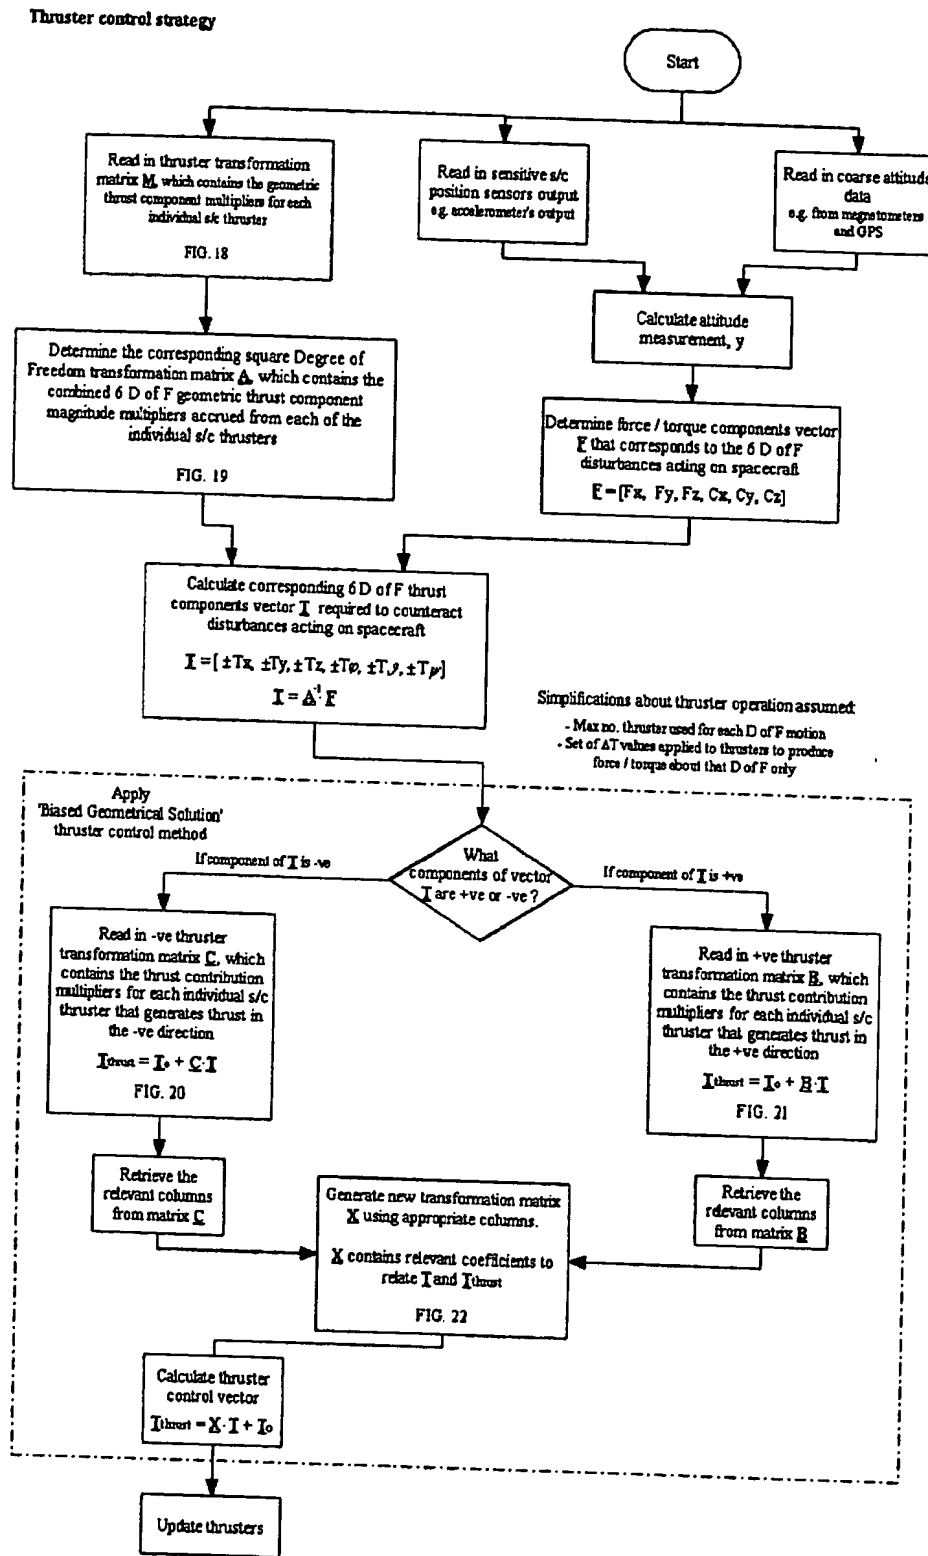 Thruster control strategy
Start
Read in thruster transformation
matrix M, which contains the geometric
thrust component multipliers for each
individual s/c thruster
FIG. 18
Read in sensitive s/c
position sensors output
e.g. accelerometer's output
Read in coarse attitude
data
e.g. from magnetometers
and GPS
Calculate attitude
measurement, y
Determine the corresponding square Degree of
Freedom transformation matrix A, which contains the
combined 6 D of F geometric thrust component
magnitude multipliers accrued from each of the
individual s/c thrusters
FIG. 19
Determine force / torque components vector
F that corresponds to the 6 D of F
disturbances acting on spacecraft
F = [Fx, Fy, Fz, Cx, Cy, Cz]
Calculate corresponding 6 D of F thrust
components vector T required to counteract
disturbances acting on spacecraft
T = [ ±Tx, ±Ty, ±Tz, ±Tφ, ±Tϑ, ±Tψ]
T = A⁻¹· F
Simplifications about thruster operation assumed:
- Max no. thruster used for each D of F motion
- Set of ΔT values applied to thrusters to produce
force / torque about that D of F only
Apply
'Biased Geometrical Solution'
thruster control method
What
components of vector
T are +ve or -ve ?
If component of T is -ve
If component of T is +ve
Read in -ve thruster
transformation matrix C, which
contains the thrust contribution
multipliers for each individual s/c
thruster that generates thrust in
the -ve direction
Tthrust = To + C·T
FIG. 20
Read in +ve thruster
transformation matrix B, which
contains the thrust contribution
multipliers for each individual s/c
thruster that generates thrust in
the +ve direction
Tthrust = To + B·T
FIG. 21
Retrieve the
relevant columns
from matrix C
Generate new transformation matrix
X using appropriate columns.
X contains relevant coefficients to
relate T and Tthrust
FIG. 22
Retrieve the
relevant columns
from matrix B
Calculate thruster
control vector
Tthrust = X· T + To
Update thrusters